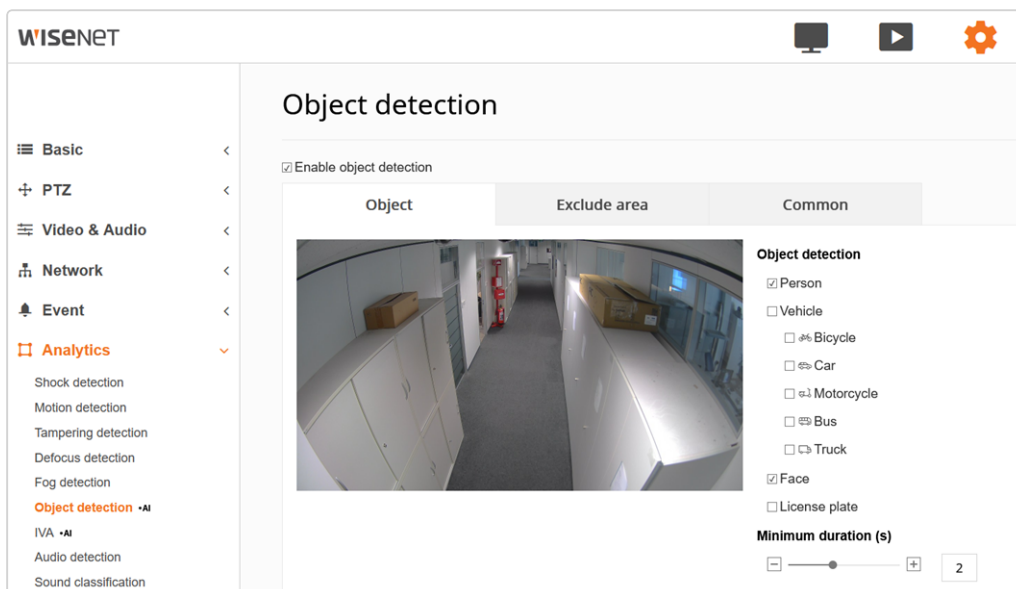 WISENET
Object detection
Basic
PTZ
Video & Audio
Network
Event
Analytics
Shock detection
Motion detection
Tampering detection
Defocus detection
Fog detection
Object detection •AI
IVA •AI
Audio detection
Sound classification
Enable object detection
Object
Exclude area
Common
Object detection
Person
Vehicle
Bicycle
Car
Motorcycle
Bus
Truck
Face
License plate
Minimum duration (s)
2